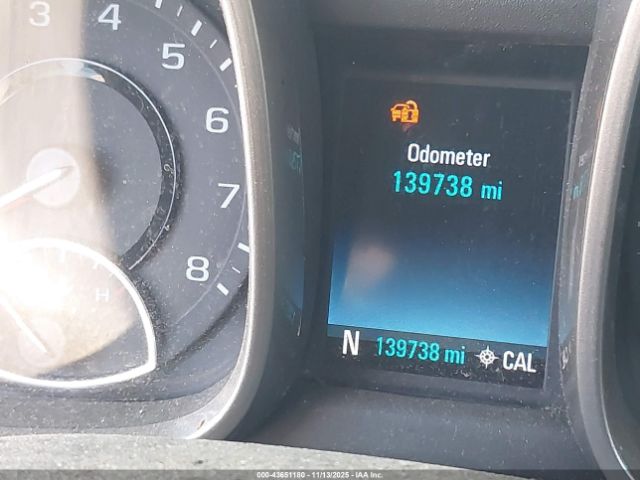 3 4 5 6 7 8
H
Odometer
139738 mi
N 139738 mi CAL
000-43651180 - 11/13/2025 - IAA Inc.